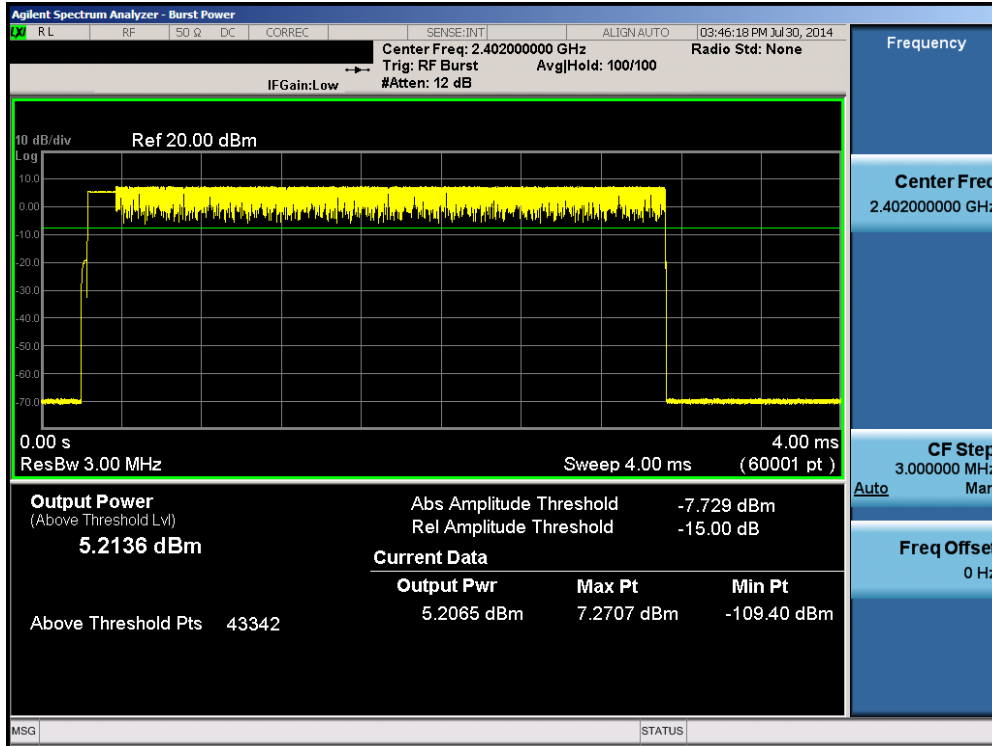 Agilent Spectrum Analyzer - Burst Power
LXI RL RF 50 Ω DC CORREC SENSE:INT ALIGN AUTO 03:46:18 PM Jul 30, 2014
Center Freq: 2.402000000 GHz Radio Std: None
Trig: RF Burst Avg|Hold: 100/100
IFGain:Low #Atten: 12 dB
Frequency
10 dB/div Ref 20.00 dBm
Log
10.0
0.00
-10.0
-20.0
-30.0
-40.0
-50.0
-60.0
-70.0
0.00 s 4.00 ms
ResBw 3.00 MHz Sweep 4.00 ms (60001 pt)
Center Freq
2.402000000 GHz
CF Step
3.000000 MHz
Auto Man
Freq Offset
0 Hz
Output Power
(Above Threshold Lvl)
5.2136 dBm
Above Threshold Pts 43342
Abs Amplitude Threshold -7.729 dBm
Rel Amplitude Threshold -15.00 dB
Current Data
Output Pwr Max Pt Min Pt
5.2065 dBm 7.2707 dBm -109.40 dBm
MSG STATUS